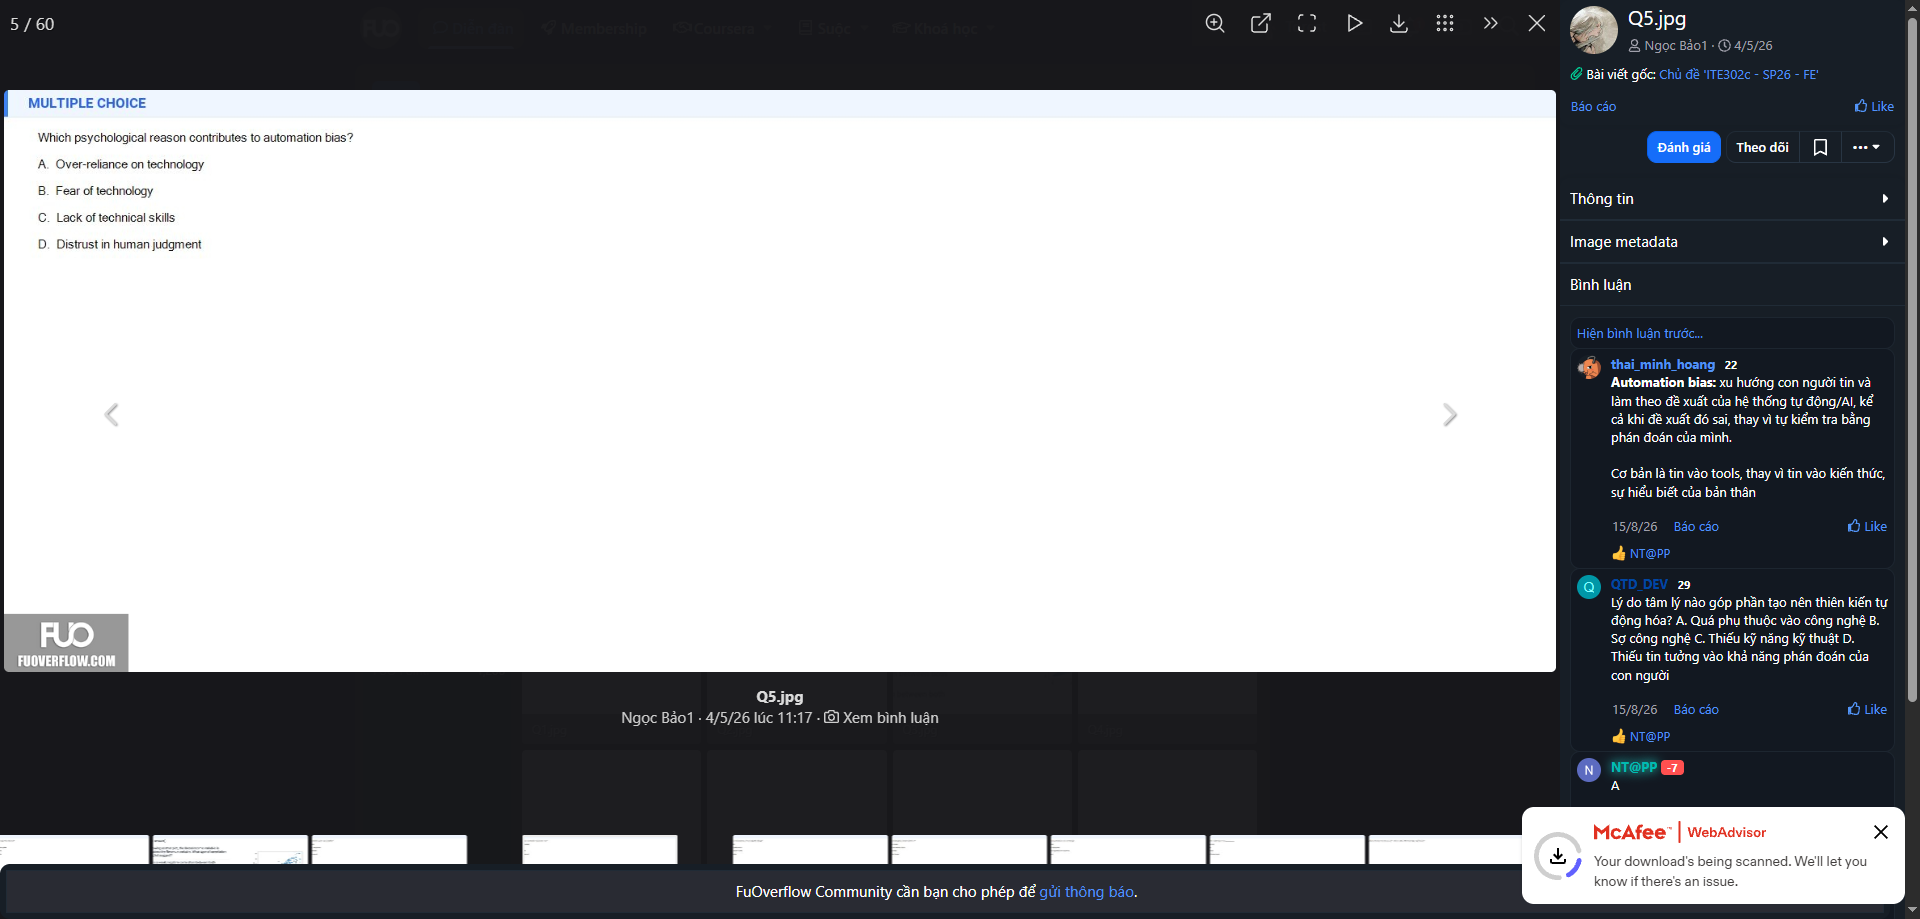 5 / 60
Membership
Coursera
MULTIPLE CHOICE
Which psychological reason contributes to automation bias?
A. Over-reliance on technology
B. Fear of technology
C. Lack of technical skills
D. Distrust in human judgment
FUO
FUOVERFLOW.COM
Q5.jpg
Ngọc Bảo1 · 4/5/26 lúc 11:17 · Xem bình luận
FuOverflow Community cần bạn cho phép để gửi thông báo.
Q5.jpg
Ngọc Bảo1 · 4/5/26
Bài viết gốc: Chủ đề 'ITE302c - SP26 - FE'
Báo cáo
Like
Đánh giá
Theo dõi
Thông tin
Image metadata
Bình luận
Hiện bình luận trước...
thai_minh_hoang 22
Automation bias: xu hướng con người tin và
làm theo đề xuất của hệ thống tự động/AI, kể
cả khi đề xuất đó sai, thay vì tự kiểm tra bằng
phán đoán của mình.
Cơ bản là tin vào tools, thay vì tin vào kiến thức,
sự hiểu biết của bản thân
15/8/26 Báo cáo Like
NT@PP
Q
QTD_DEV 29
Lý do tâm lý nào góp phần tạo nên thiên kiến tự
động hóa? A. Quá phụ thuộc vào công nghệ B.
Sợ công nghệ C. Thiếu kỹ năng kỹ thuật D.
Thiếu tin tưởng vào khả năng phán đoán của
con người
15/8/26 Báo cáo Like
NT@PP
N
NT@PP -7
A
McAfee™ | WebAdvisor
Your download's being scanned. We'll let you
know if there's an issue.